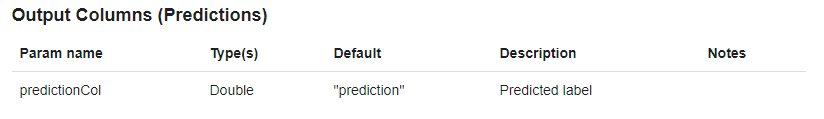 Output Columns (Predictions)
Param name Type(s) Default Description Notes
predictionCol Double "prediction" Predicted label